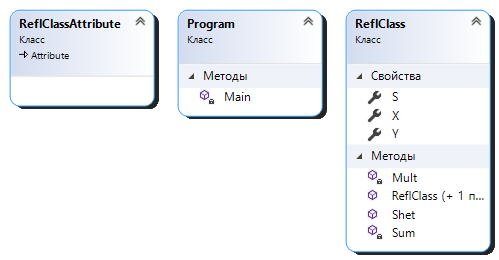 ReflClassAttribute
Класс
Attribute
Program
Класс
Методы
Main
ReflClass
Класс
Свойства
S
X
Y
Методы
Mult
ReflClass (+ 1 п...
Shet
Sum